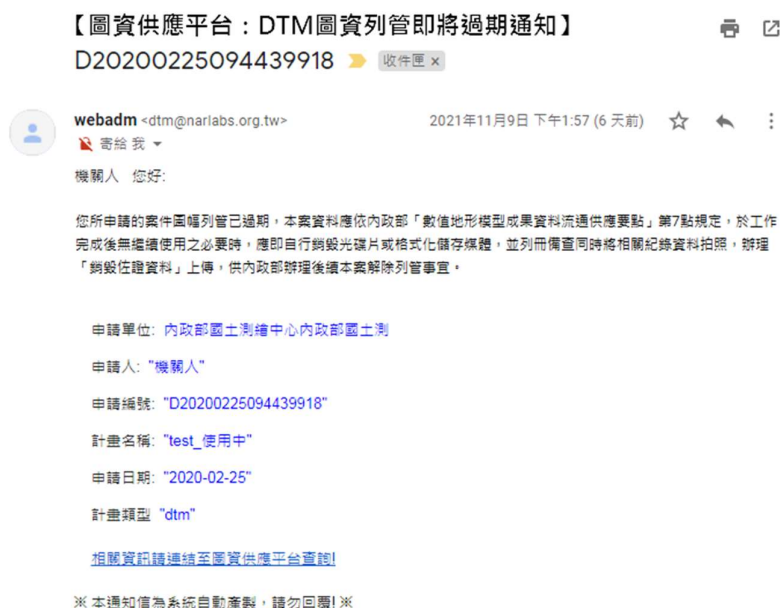 【圖資供應平台：DTM圖資列管即將過期通知】
D20200225094439918 收件匣 ×
webadm <dtm@narlabs.org.tw> 2021年11月9日 下午1:57 (6 天前)
寄給 我
機關人 您好:
您所申請的案件圖幅列管已過期，本案資料應依內政部「數值地形模型成果資料流通供應要點」第7點規定，於工作
完成後無繼續使用之必要時，應即自行銷毀光碟片或格式化儲存媒體，並列冊備查同時將相關紀錄資料拍照，辦理
「銷毀佐證資料」上傳，供內政部辦理後續本案解除列管事宜。
申請單位: 內政部國土測繪中心內政部國土測
申請人: "機關人"
申請編號: "D20200225094439918"
計畫名稱: "test_使用中"
申請日期: "2020-02-25"
計畫類型 "dtm"
相關資訊請連結至圖資供應平台查詢!
※ 本通知信為系統自動產製，請勿回覆! ※